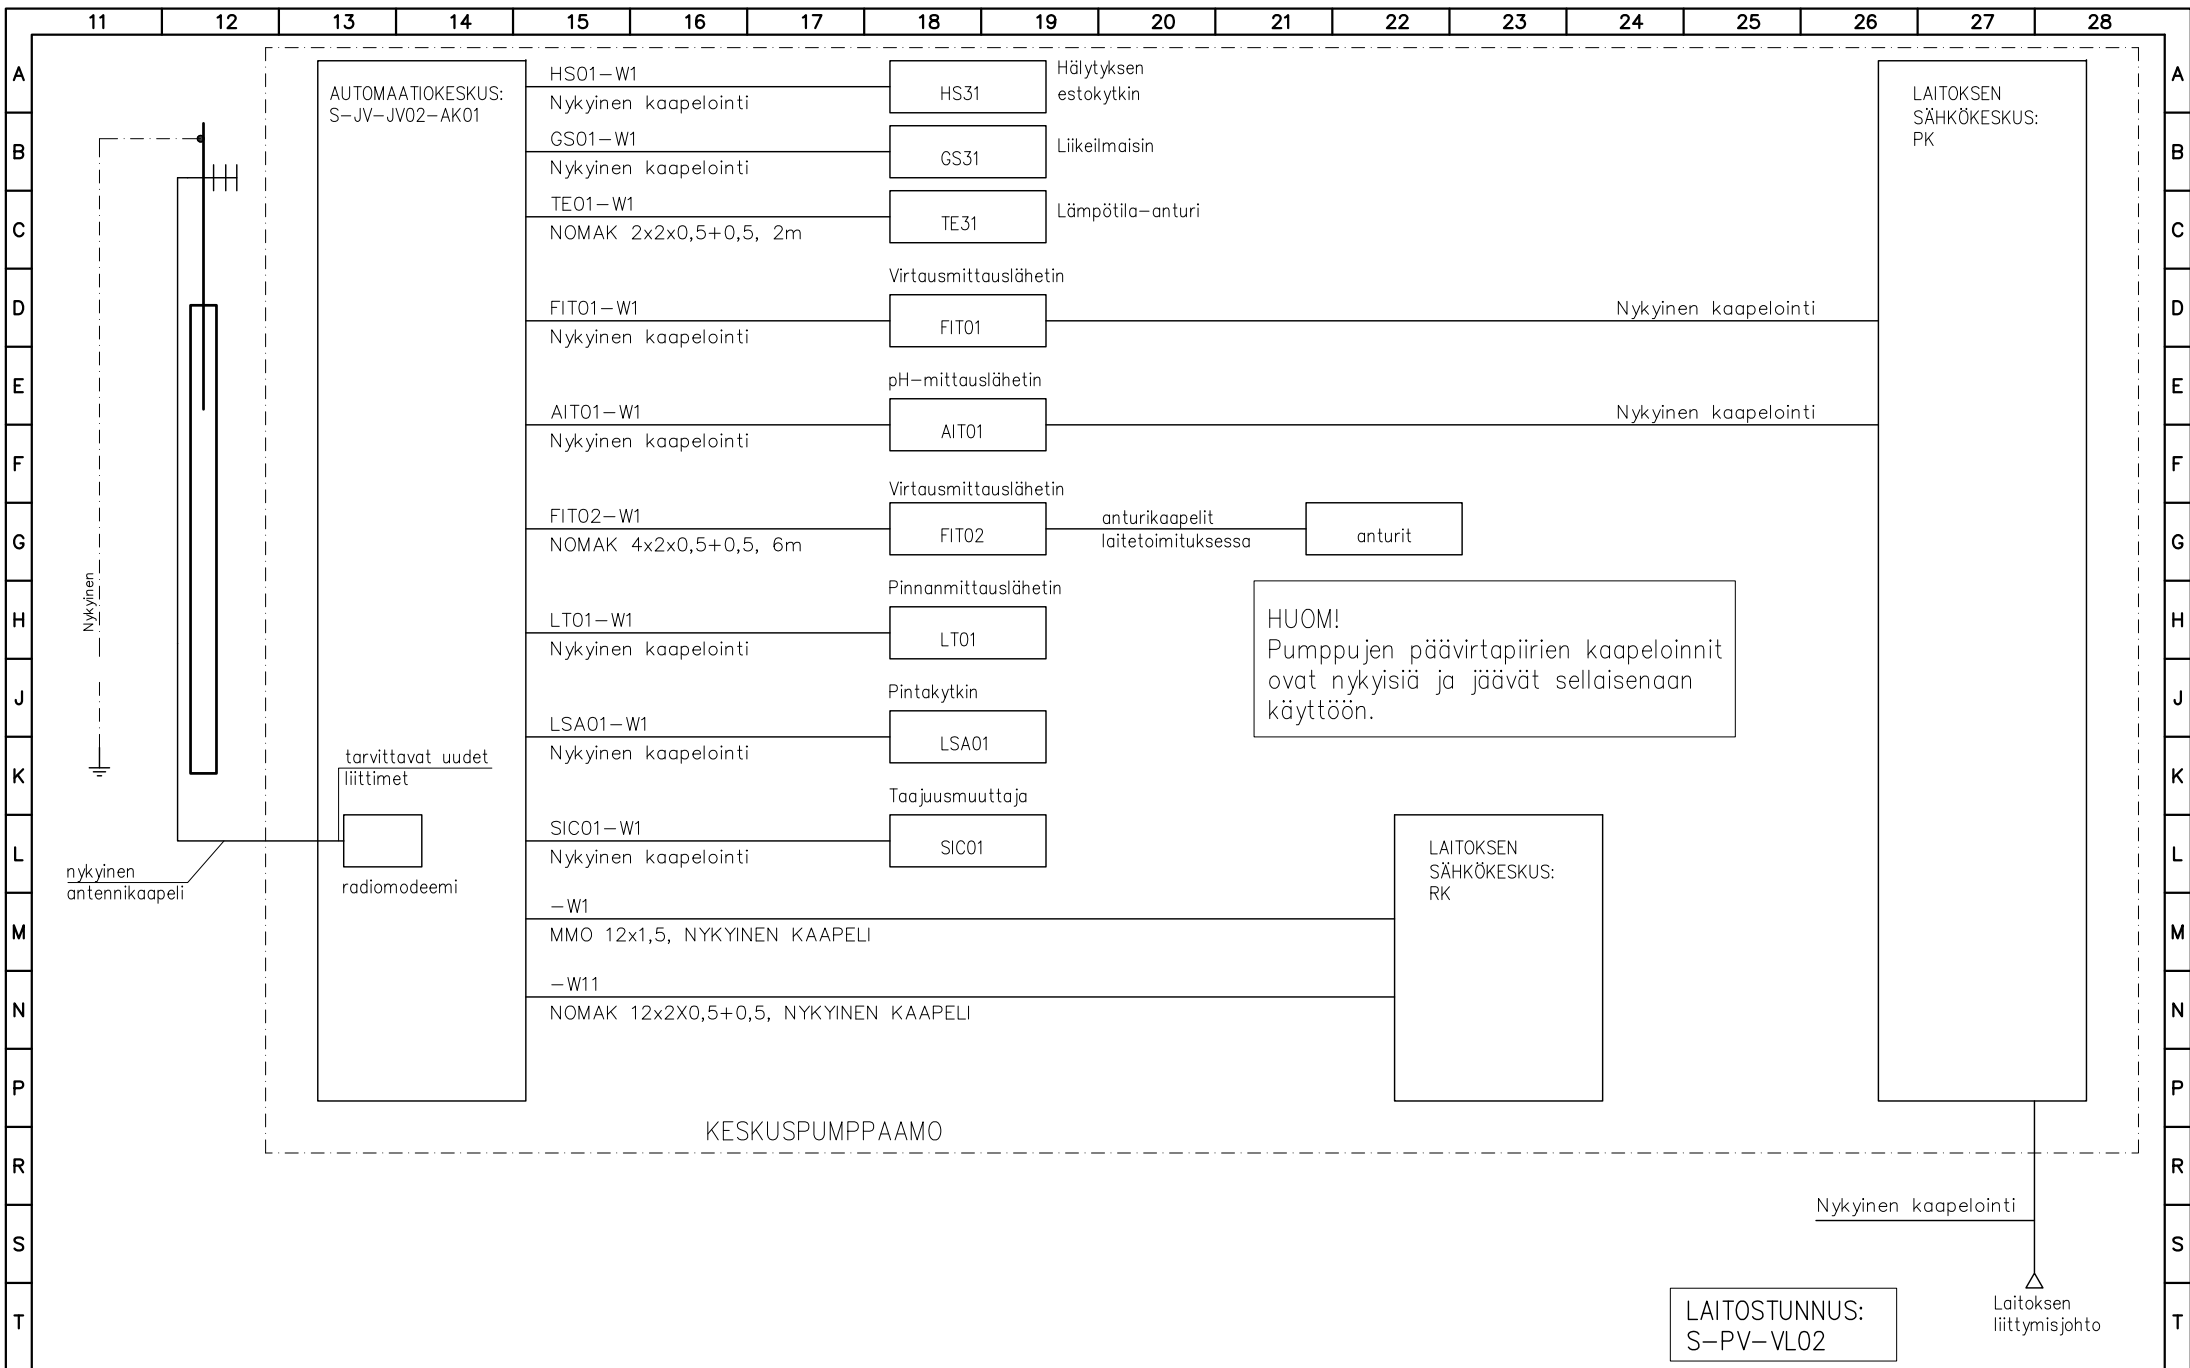 11 12 13 14 15 16 17 18 19 20 21 22 23 24 25 26 27 28
A
B
C
D
E
F
G
H
J
K
L
M
N
P
R
S
T
Nykyinen
nykyinen
antennikaapeli
AUTOMAATIOKESKUS:
S-JV-JV02-AK01
tarvittavat uudet
liittimet
radiomodeemi
HS01-W1
Nykyinen kaapelointi
HS31
Hälytyksen
estokytkin
GS01-W1
Nykyinen kaapelointi
GS31
Liikeilmaisin
TE01-W1
NOMAK 2x2x0,5+0,5, 2m
TE31
Lämpötila-anturi
Virtausmittauslähetin
FIT01-W1
Nykyinen kaapelointi
FIT01
Nykyinen kaapelointi
pH-mittauslähetin
AIT01-W1
Nykyinen kaapelointi
AIT01
Nykyinen kaapelointi
Virtausmittauslähetin
FIT02-W1
NOMAK 4x2x0,5+0,5, 6m
FIT02
anturikaapelit
laitetoimituksessa
anturit
Pinnanmittauslähetin
LT01-W1
Nykyinen kaapelointi
LT01
HUOM!
Pumppujen päävirtapiirien kaapeloinnit
ovat nykyisiä ja jäävät sellaisenaan
käyttöön.
Pintakytkin
LSA01-W1
Nykyinen kaapelointi
LSA01
Taajuusmuuttaja
SIC01-W1
Nykyinen kaapelointi
SIC01
-W1
MMO 12x1,5, NYKYINEN KAAPELI
-W11
NOMAK 12x2X0,5+0,5, NYKYINEN KAAPELI
LAITOKSEN
SÄHKÖKESKUS:
RK
LAITOKSEN
SÄHKÖKESKUS:
PK
KESKUSPUMPPAAMO
Nykyinen kaapelointi
Laitoksen
liittymisjohto
LAITOSTUNNUS:
S-PV-VL02
A
B
C
D
E
F
G
H
J
K
L
M
N
P
R
S
T